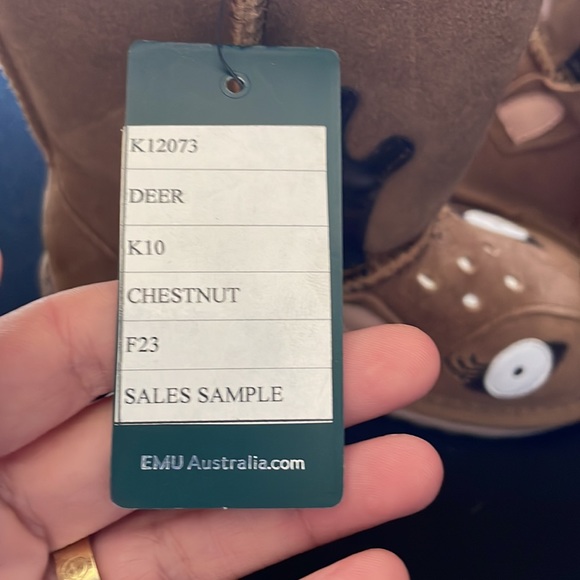 K12073
DEER
K10
CHESTNUT
F23
SALES SAMPLE
EMU Australia.com